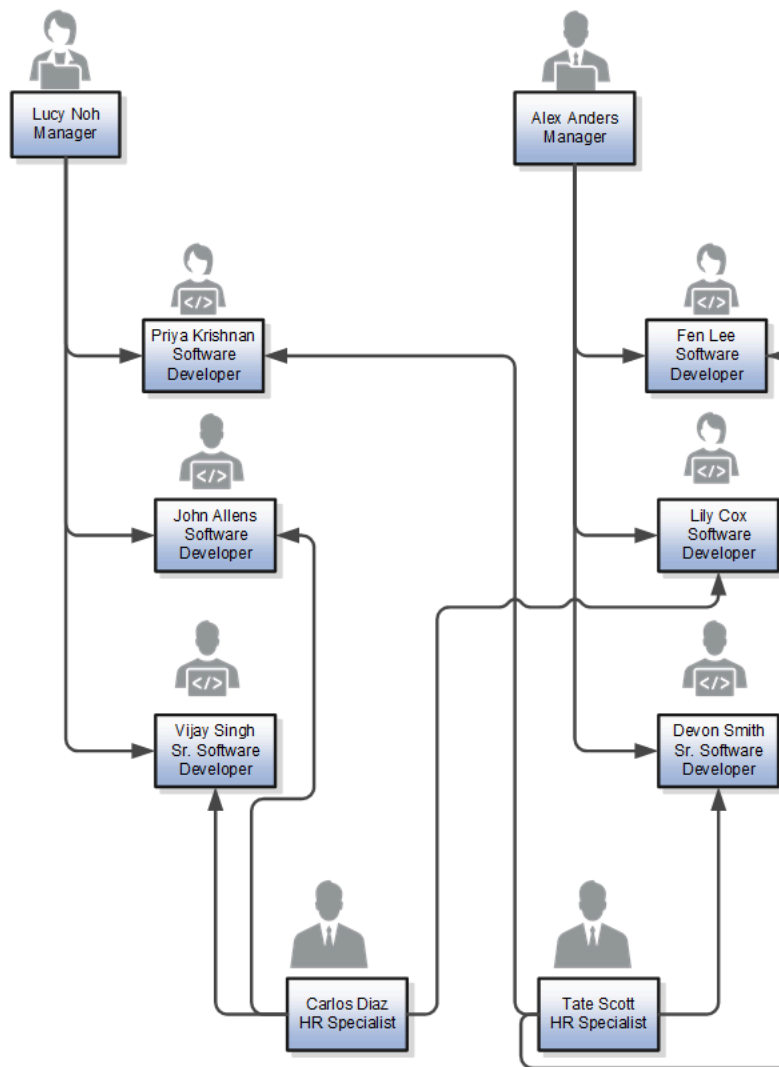 Lucy Noh
Manager
Alex Anders
Manager
</>
Priya Krishnan
Software
Developer
</>
Fen Lee
Software
Developer
</>
John Allens
Software
Developer
</>
Lily Cox
Software
Developer
</>
Vijay Singh
Sr. Software
Developer
</>
Devon Smith
Sr. Software
Developer
Carlos Diaz
HR Specialist
Tate Scott
HR Specialist